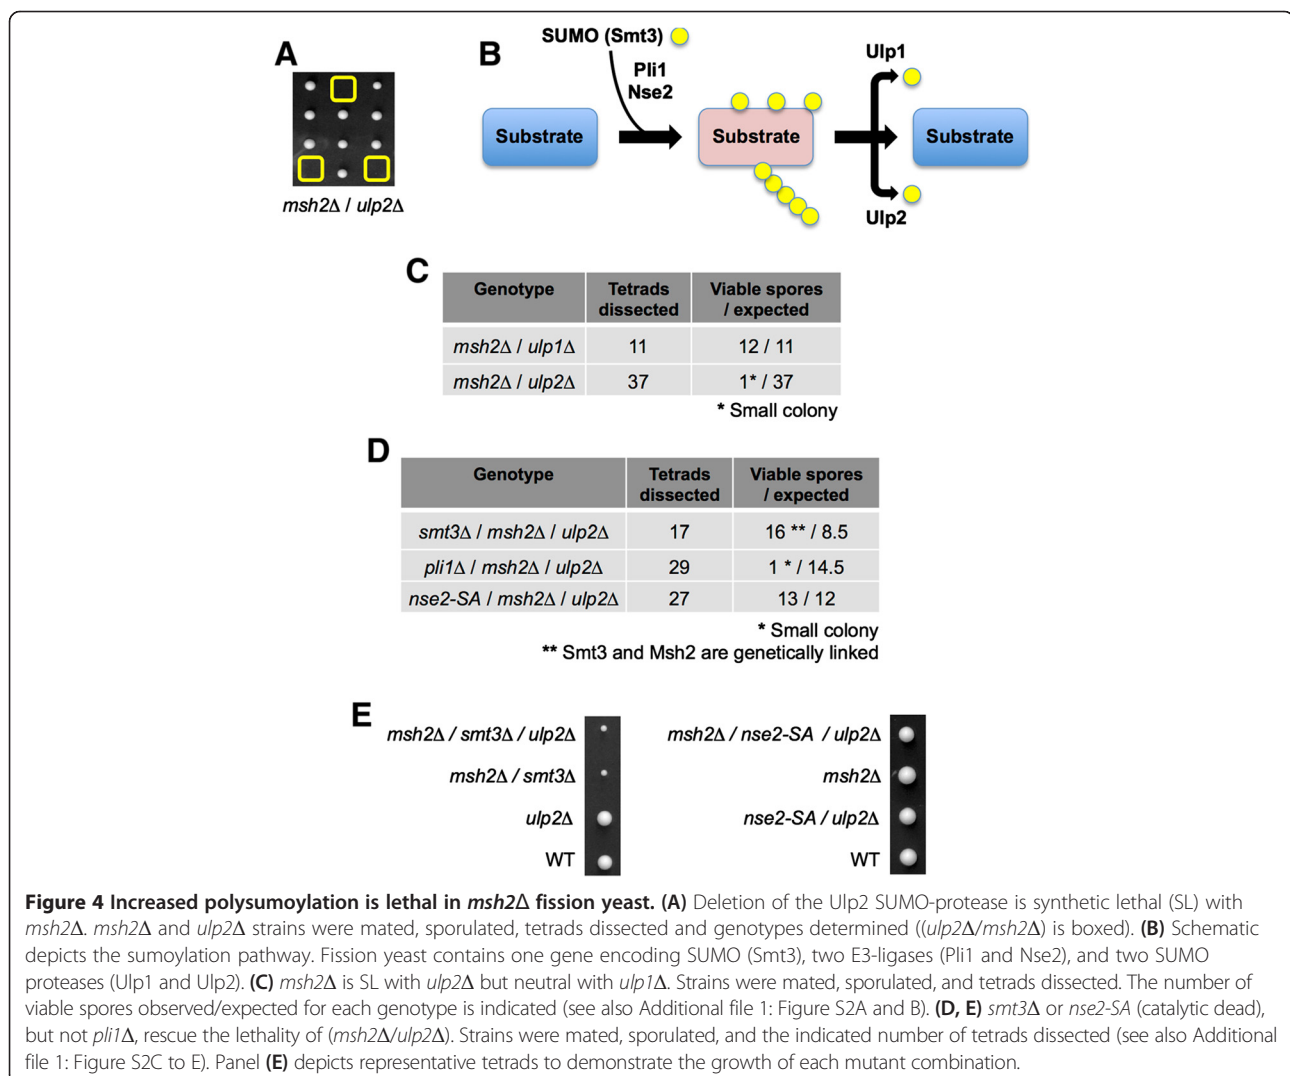 A
msh2Δ / ulp2Δ
B
SUMO (Smt3)
Pli1
Nse2
Substrate
Substrate
Ulp1
Ulp2
Substrate
C
Genotype Tetrads dissected Viable spores / expected
msh2Δ / ulp1Δ 11 12 / 11
msh2Δ / ulp2Δ 37 1* / 37
* Small colony
D
Genotype Tetrads dissected Viable spores / expected
smt3Δ / msh2Δ / ulp2Δ 17 16 ** / 8.5
pli1Δ / msh2Δ / ulp2Δ 29 1 * / 14.5
nse2-SA / msh2Δ / ulp2Δ 27 13 / 12
* Small colony
** Smt3 and Msh2 are genetically linked
E
msh2Δ / smt3Δ / ulp2Δ
msh2Δ / smt3Δ
ulp2Δ
WT
msh2Δ / nse2-SA / ulp2Δ
msh2Δ
nse2-SA / ulp2Δ
WT
Figure 4 Increased polysumoylation is lethal in msh2Δ fission yeast. (A) Deletion of the Ulp2 SUMO-protease is synthetic lethal (SL) with
msh2Δ. msh2Δ and ulp2Δ strains were mated, sporulated, tetrads dissected and genotypes determined ((ulp2Δ/msh2Δ) is boxed). (B) Schematic
depicts the sumoylation pathway. Fission yeast contains one gene encoding SUMO (Smt3), two E3-ligases (Pli1 and Nse2), and two SUMO
proteases (Ulp1 and Ulp2). (C) msh2Δ is SL with ulp2Δ but neutral with ulp1Δ. Strains were mated, sporulated, and tetrads dissected. The number of
viable spores observed/expected for each genotype is indicated (see also Additional file 1: Figure S2A and B). (D, E) smt3Δ or nse2-SA (catalytic dead),
but not pli1Δ, rescue the lethality of (msh2Δ/ulp2Δ). Strains were mated, sporulated, and the indicated number of tetrads dissected (see also Additional
file 1: Figure S2C to E). Panel (E) depicts representative tetrads to demonstrate the growth of each mutant combination.